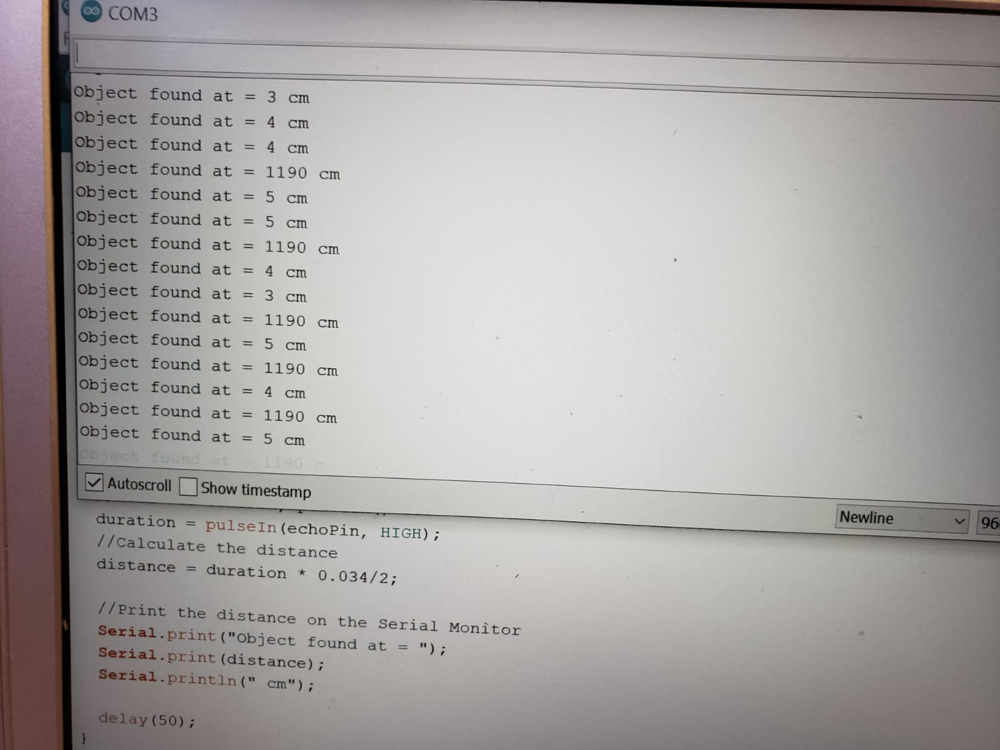 COM3
Object found at = 3 cm
Object found at = 4 cm
Object found at = 4 cm
Object found at = 1190 cm
Object found at = 5 cm
Object found at = 5 cm
Object found at = 1190 cm
Object found at = 4 cm
Object found at = 3 cm
Object found at = 1190 cm
Object found at = 5 cm
Object found at = 1190 cm
Object found at = 4 cm
Object found at = 1190 cm
Object found at = 5 cm
Object found at = 1190 c
Autoscroll Show timestamp
Newline 96
duration = pulseIn(echoPin, HIGH);
//Calculate the distance
distance = duration * 0.034/2;
//Print the distance on the Serial Monitor
Serial.print("Object found at = ");
Serial.print(distance);
Serial.println(" cm");
delay(50);
}